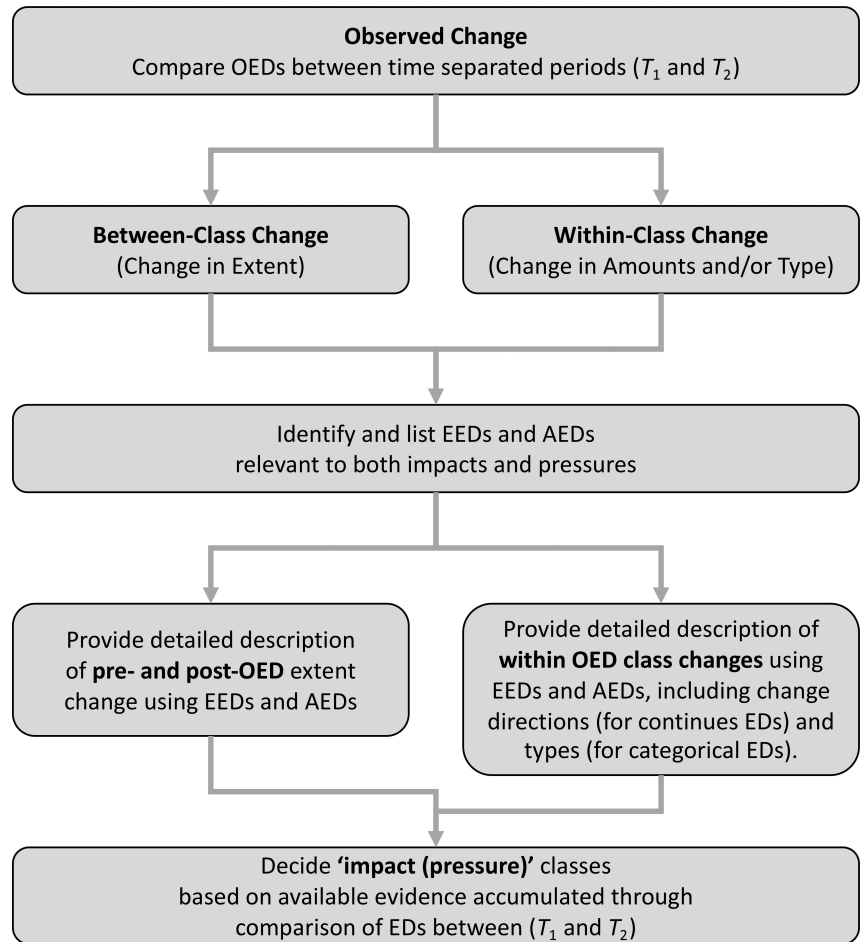 Observed Change
Compare OEDs between time separated periods (T₁ and T₂)
Between-Class Change
(Change in Extent)
Within-Class Change
(Change in Amounts and/or Type)
Identify and list EEDs and AEDs
relevant to both impacts and pressures
Provide detailed description
of pre- and post-OED extent
change using EEDs and AEDs
Provide detailed description of
within OED class changes using
EEDs and AEDs, including change
directions (for continues EDs) and
types (for categorical EDs).
Decide ‘impact (pressure)’ classes
based on available evidence accumulated through
comparison of EDs between (T₁ and T₂)